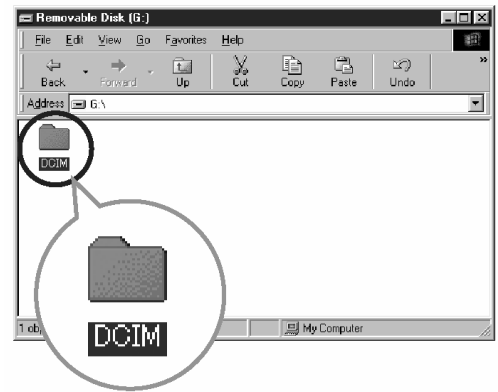 Removable Disk (G:)
File Edit View Go Favorites Help
Back Forward Up Cut Copy Paste Undo »
Address G:\
DCIM
DCIM
1 ob My Computer